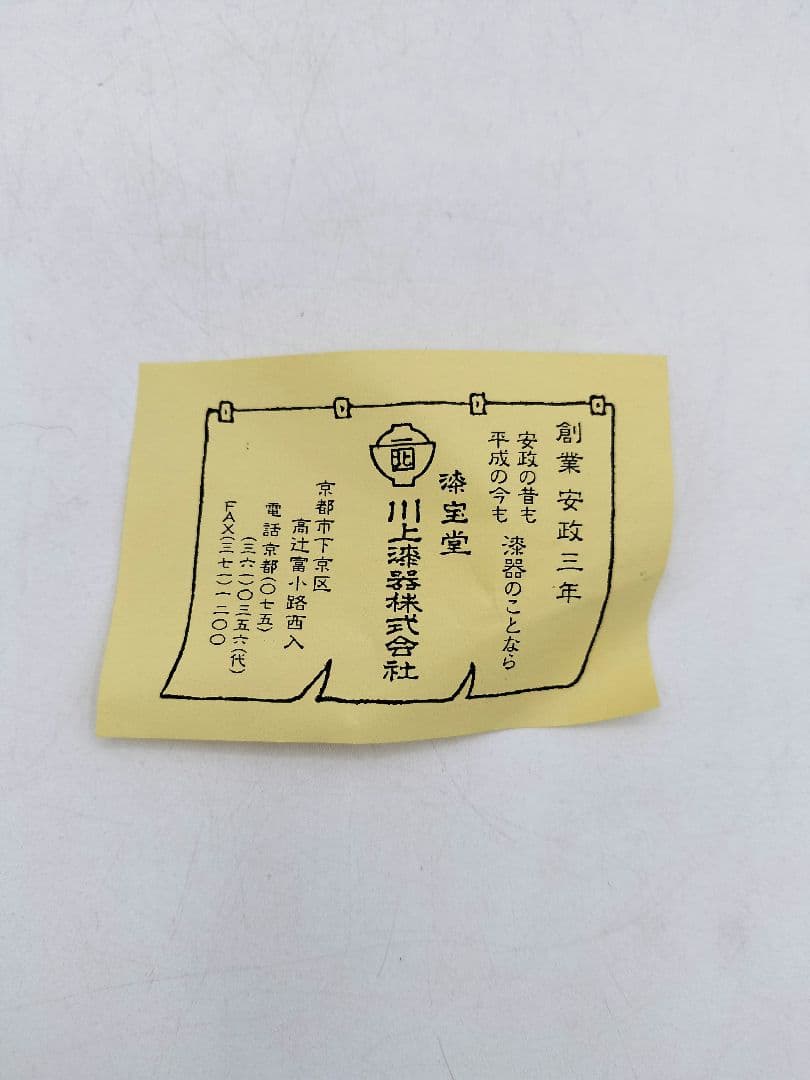 創業 安政三年
安政の昔も
平成の今も
漆器のことなら
漆宝堂
川上漆器株式会社
京都市下京区
高辻富小路西入
電話京都(〇七五)
(三六一)〇三五六(代)
FAX(三七一)一二〇〇